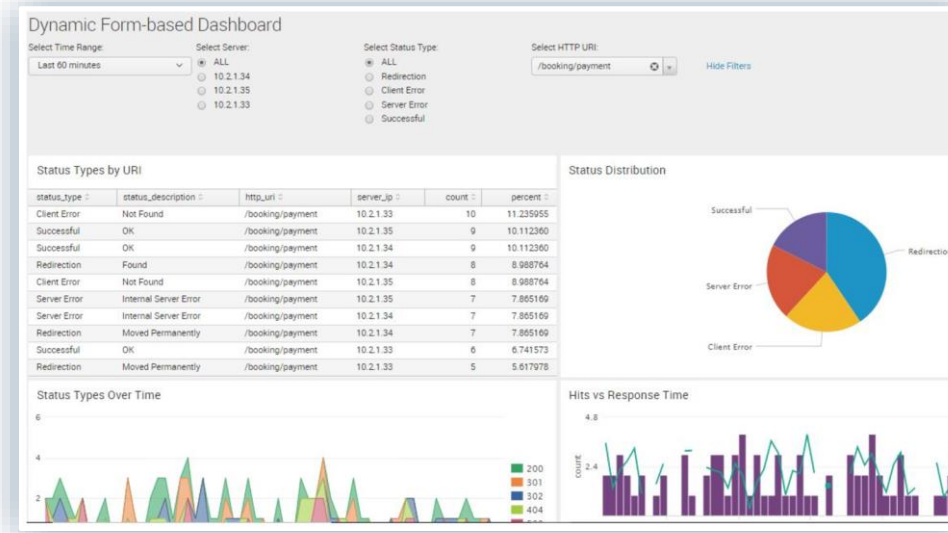 Dynamic Form-based Dashboard
Select Time Range:
Last 60 minutes
Select Server:
ALL
10.2.1.34
10.2.1.35
10.2.1.33
Select Status Type:
ALL
Redirection
Client Error
Server Error
Successful
Select HTTP URI:
/booking/payment
Hide Filters
Status Types by URI
status_type status_description http_uri server_ip count percent
Client Error Not Found /booking/payment 10.2.1.33 10 11.235955
Successful OK /booking/payment 10.2.1.35 9 10.112360
Successful OK /booking/payment 10.2.1.34 9 10.112360
Redirection Found /booking/payment 10.2.1.34 8 8.988764
Client Error Not Found /booking/payment 10.2.1.35 8 8.988764
Server Error Internal Server Error /booking/payment 10.2.1.35 7 7.865169
Server Error Internal Server Error /booking/payment 10.2.1.34 7 7.865169
Redirection Moved Permanently /booking/payment 10.2.1.34 7 7.865169
Successful OK /booking/payment 10.2.1.33 6 6.741573
Redirection Moved Permanently /booking/payment 10.2.1.33 5 5.617978
Status Distribution
Successful
Redirectio
Server Error
Client Error
Status Types Over Time
6
4
2
200
301
302
404
Hits vs Response Time
4.8
2.4
count